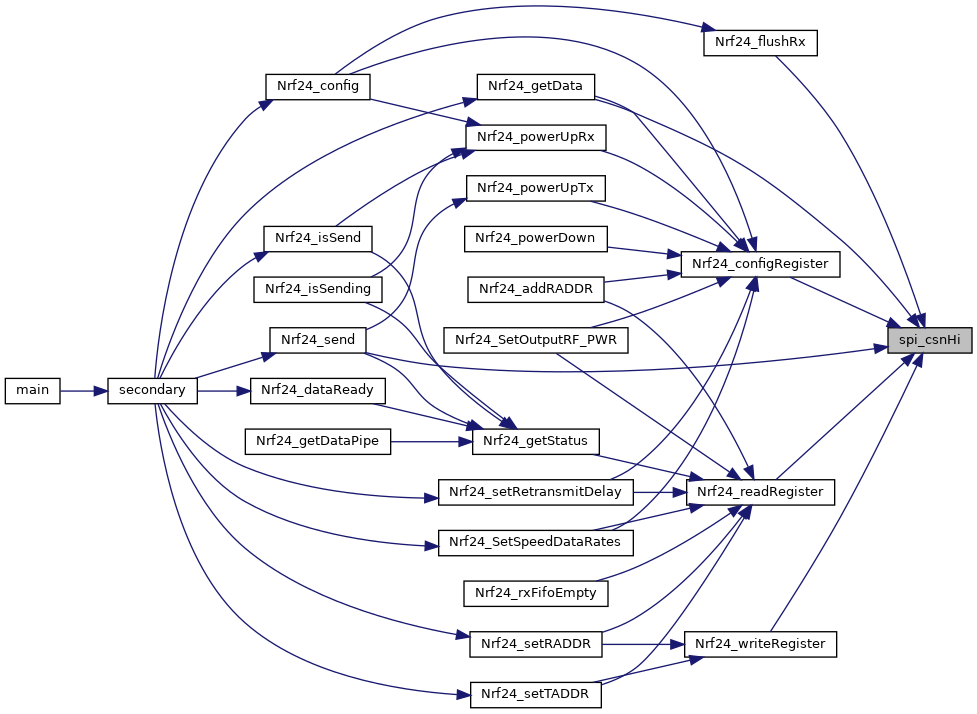 Nrf24_flushRx
Nrf24_config
Nrf24_getData
Nrf24_powerUpRx
Nrf24_powerUpTx
Nrf24_isSend
Nrf24_powerDown
Nrf24_configRegister
Nrf24_isSending
Nrf24_addRADDR
Nrf24_send
Nrf24_SetOutputRF_PWR
spi_csnHi
main
secondary
Nrf24_dataReady
Nrf24_getDataPipe
Nrf24_getStatus
Nrf24_setRetransmitDelay
Nrf24_readRegister
Nrf24_SetSpeedDataRates
Nrf24_rxFifoEmpty
Nrf24_setRADDR
Nrf24_writeRegister
Nrf24_setTADDR